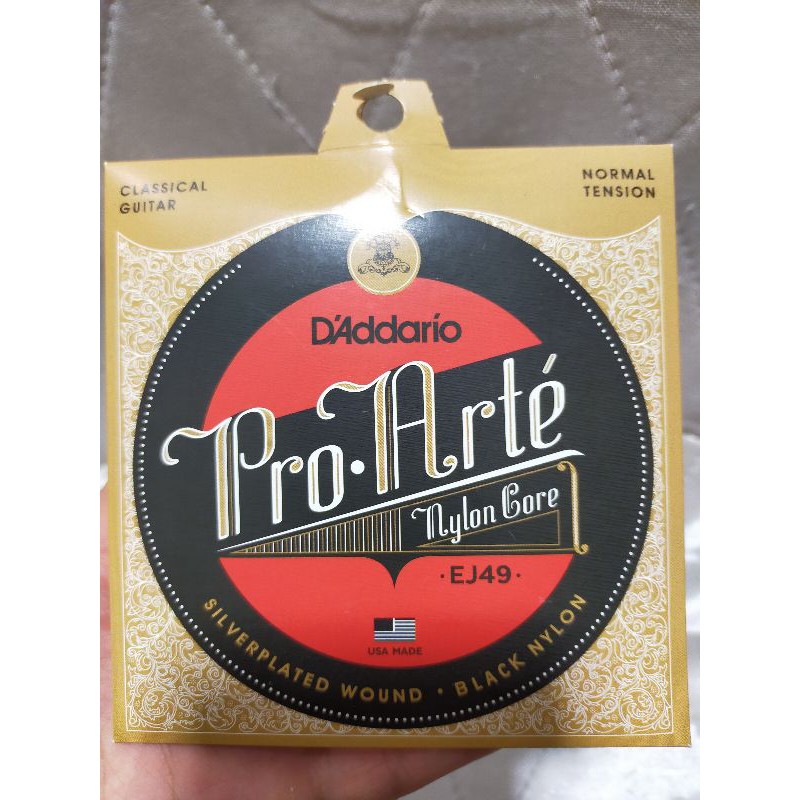 CLASSICAL
GUITAR
NORMAL
TENSION
D'Addario
Pro·Arté
Nylon Core
·EJ49·
USA MADE
SILVERPLATED WOUND • BLACK NYLON